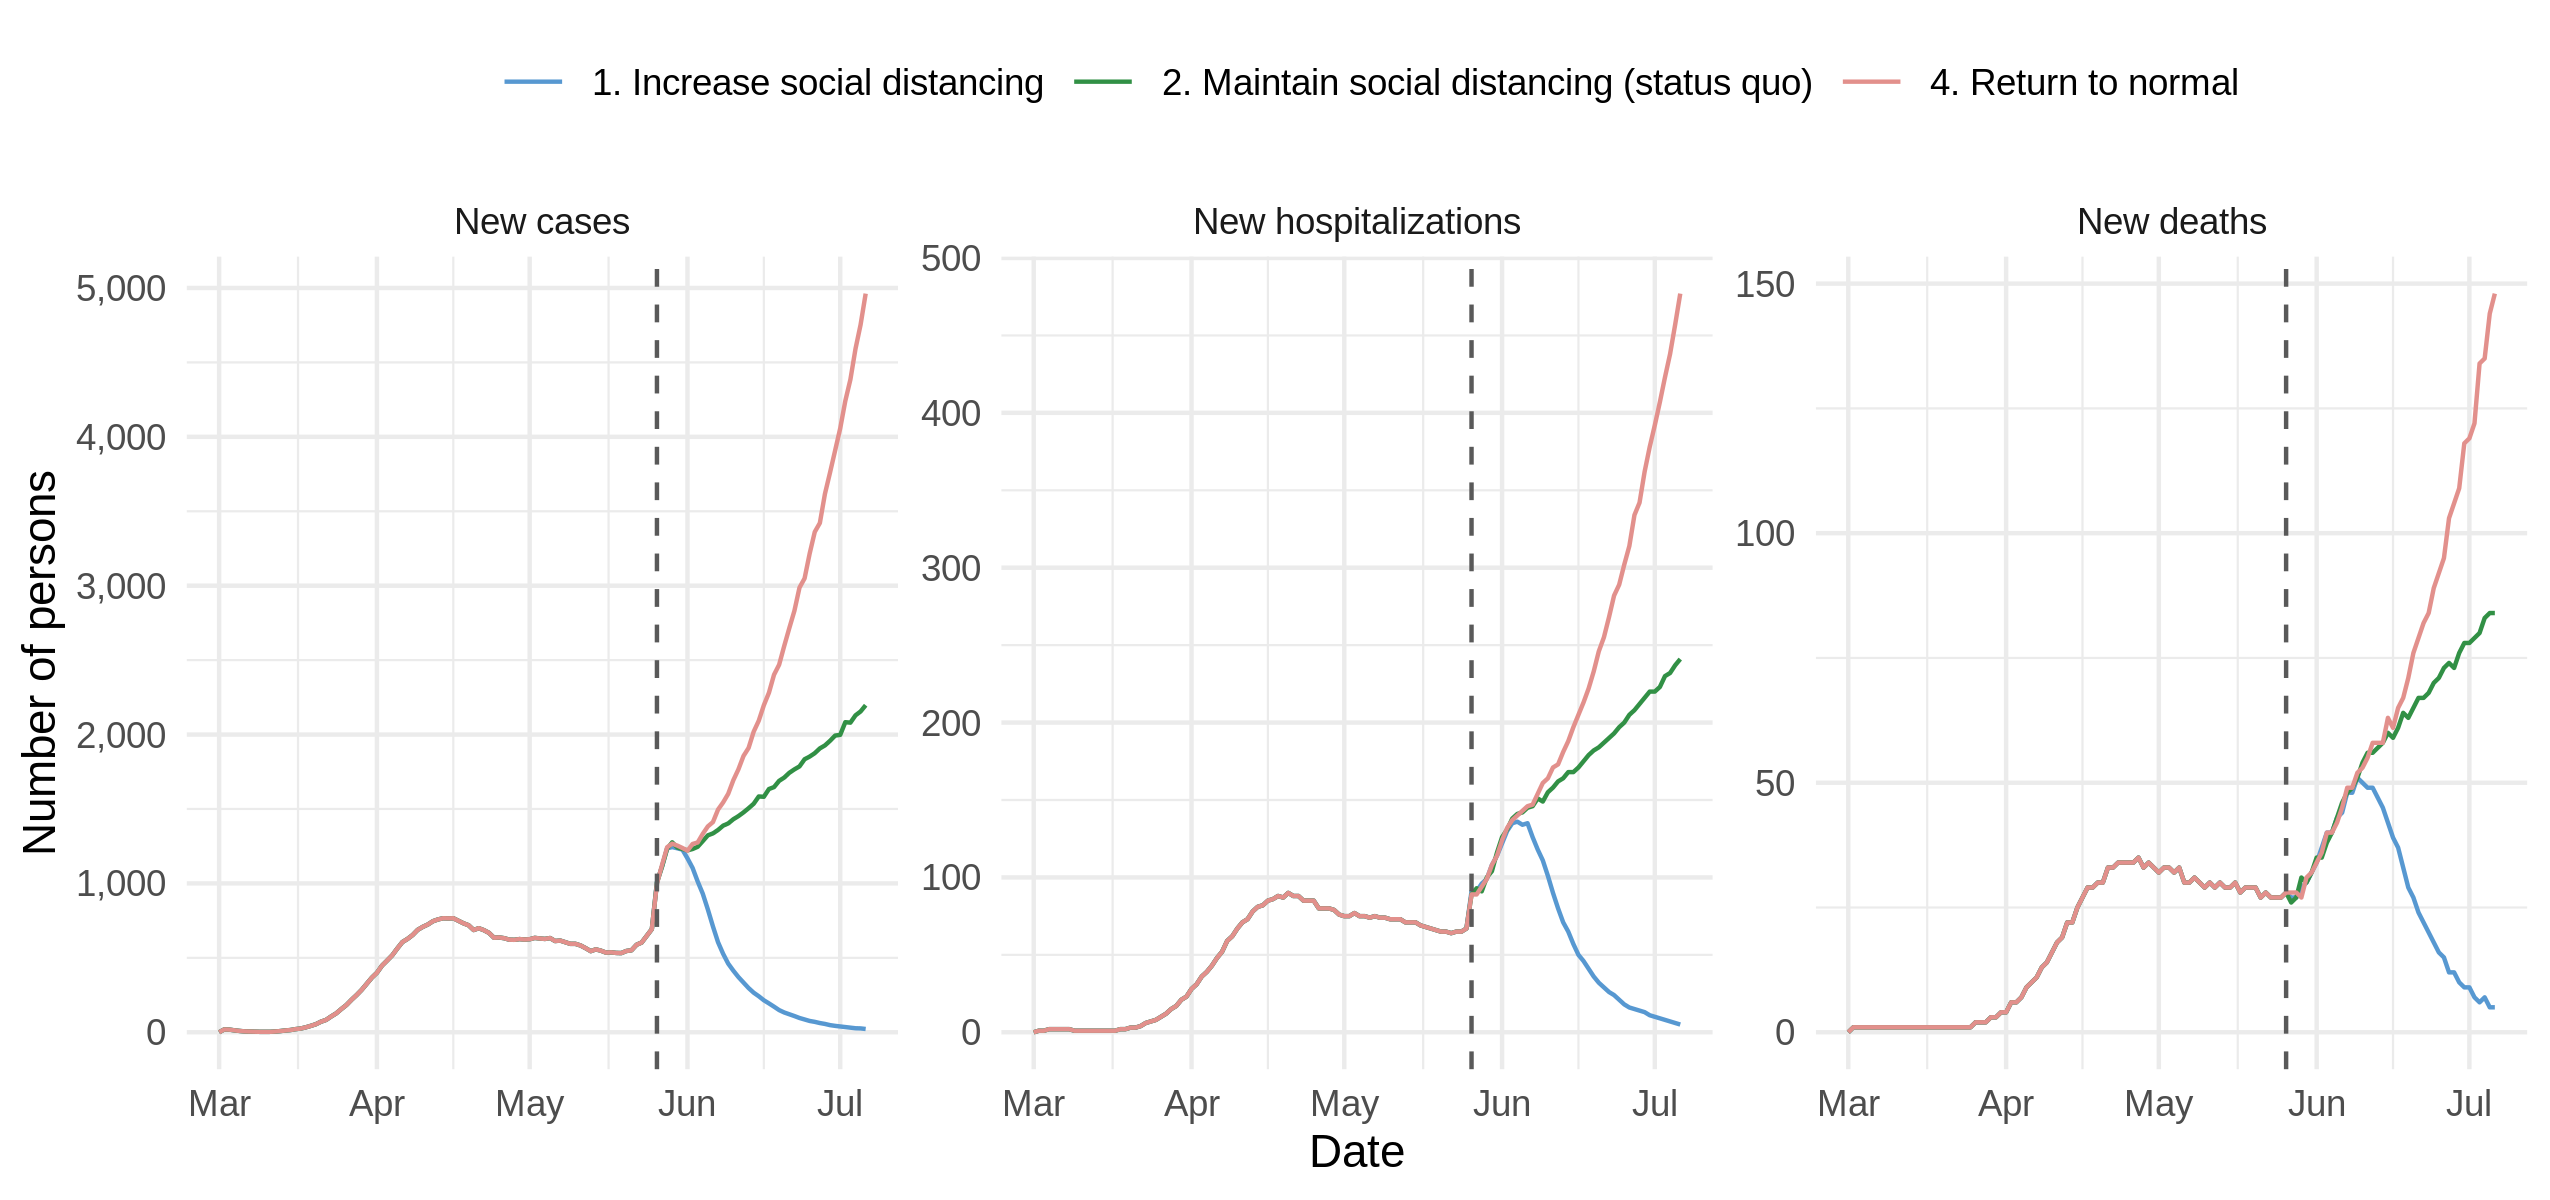 1. Increase social distancing 2. Maintain social distancing (status quo) 4. Return to normal
New cases
New hospitalizations
New deaths
Number of persons
5,000
4,000
3,000
2,000
1,000
0
Mar Apr May Jun Jul
500
400
300
200
100
0
Mar Apr May Jun Jul
150
100
50
0
Mar Apr May Jun Jul
Date